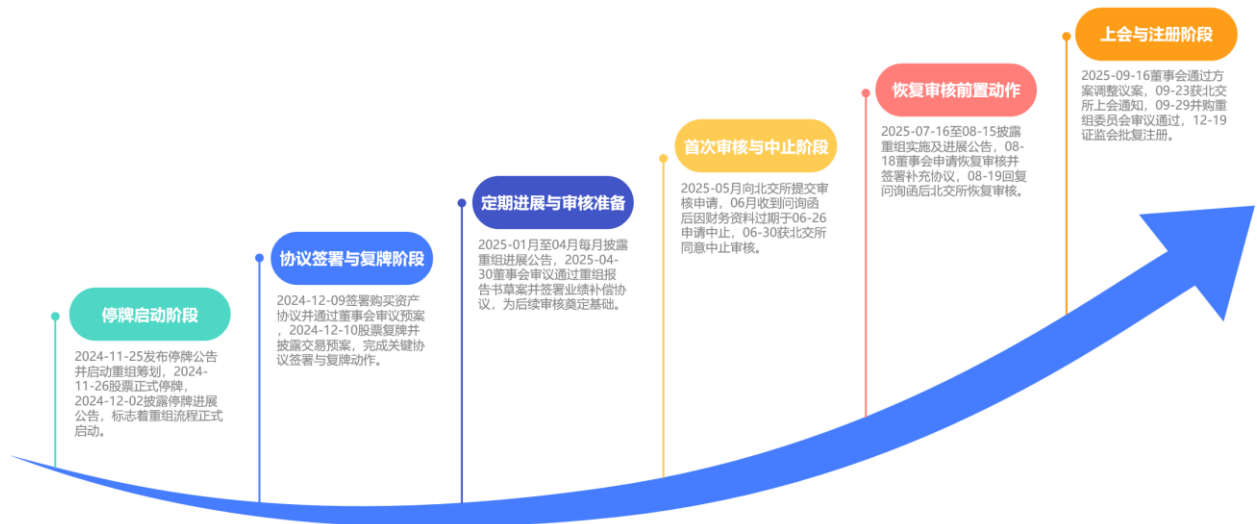 停牌启动阶段
2024-11-25发布停牌公告
并启动重组筹划，2024-
11-26股票正式停牌，
2024-12-02披露停牌进展
公告，标志着重组流程正式
启动。
协议签署与复牌阶段
2024-12-09签署购买资产
协议并通过董事会审议预案
，2024-12-10股票复牌并
披露交易预案，完成关键协
议签署与复牌动作。
定期进展与审核准备
2025-01月至04月每月披露
重组进展公告，2025-04-
30董事会审议通过重组报
告书草案并签署业绩补偿协
议，为后续审核奠定基础。
首次审核与中止阶段
2025-05月向北交所提交审
核申请，06月收到问询函
后因财务资料过期于06-26
申请中止，06-30获北交所
同意中止审核。
恢复审核前置动作
2025-07-16至08-15披露
重组实施及进展公告，08-
18董事会申请恢复审核并
签署补充协议，08-19回复
问询函后北交所恢复审核。
上会与注册阶段
2025-09-16董事会通过方
案调整议案，09-23获北交
所上会通知，09-29并购重
组委员会审议通过，12-19
证监会批复注册。